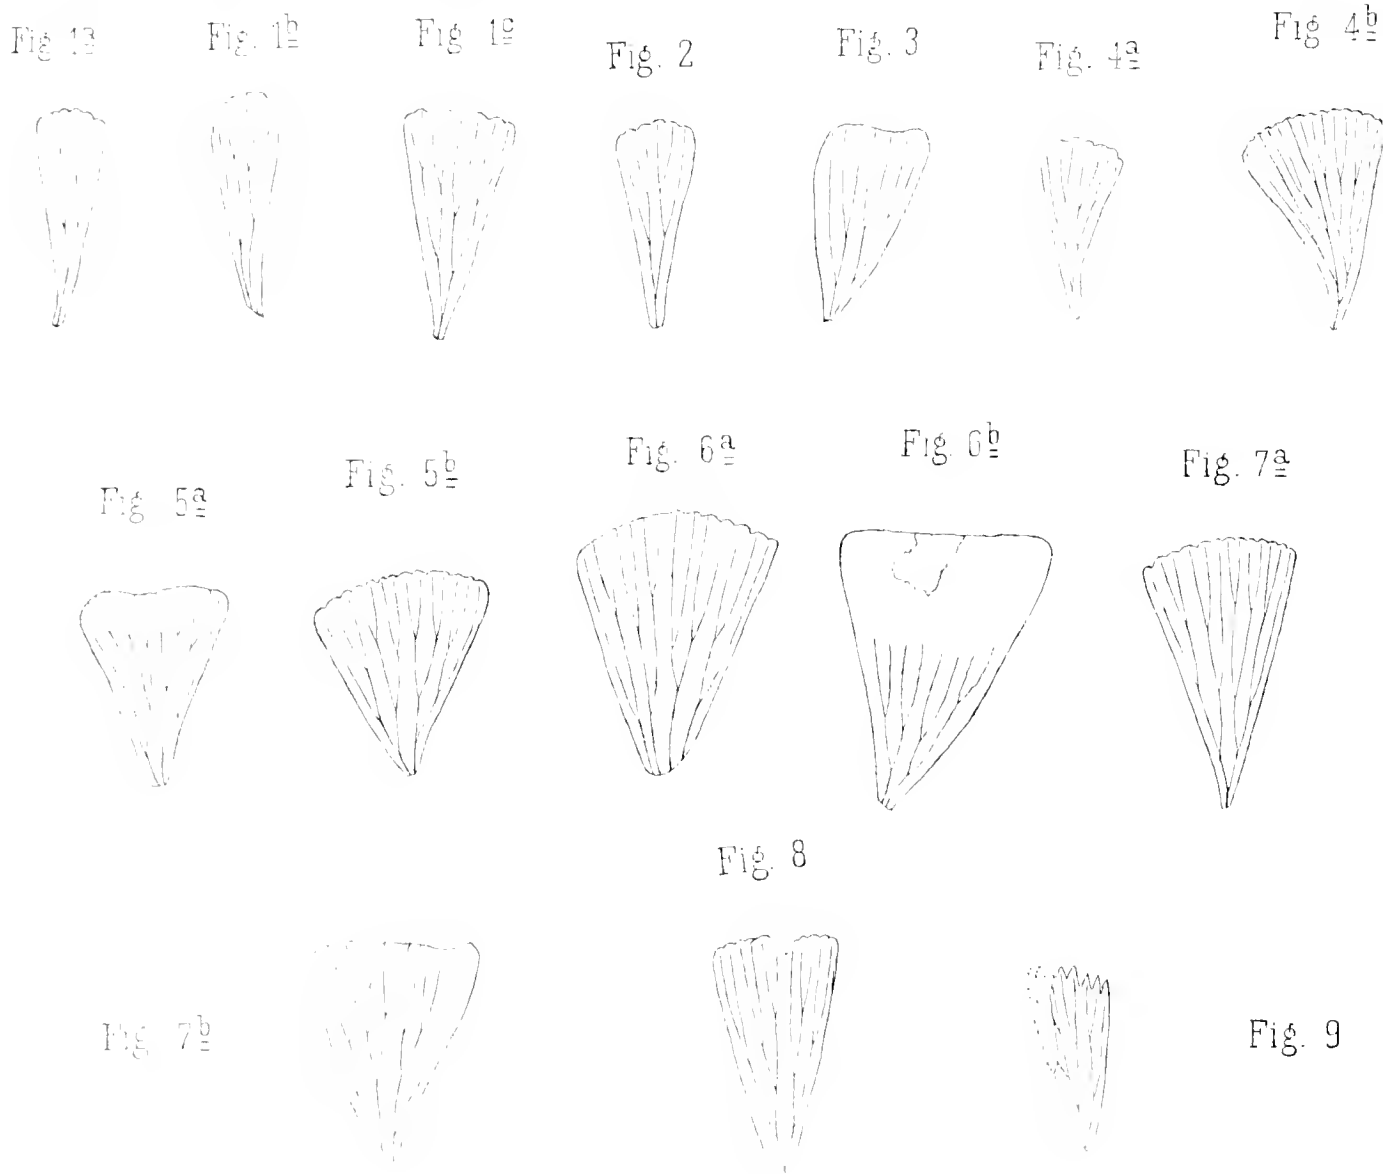 Fig 1a
Fig. 1b
Fig 1c
Fig. 2
Fig. 3
Fig. 4a
Fig 4b
Fig 5a
Fig. 5b
Fig. 6a
Fig. 6b
Fig. 7a
Fig. 8
Fig 7b
Fig. 9